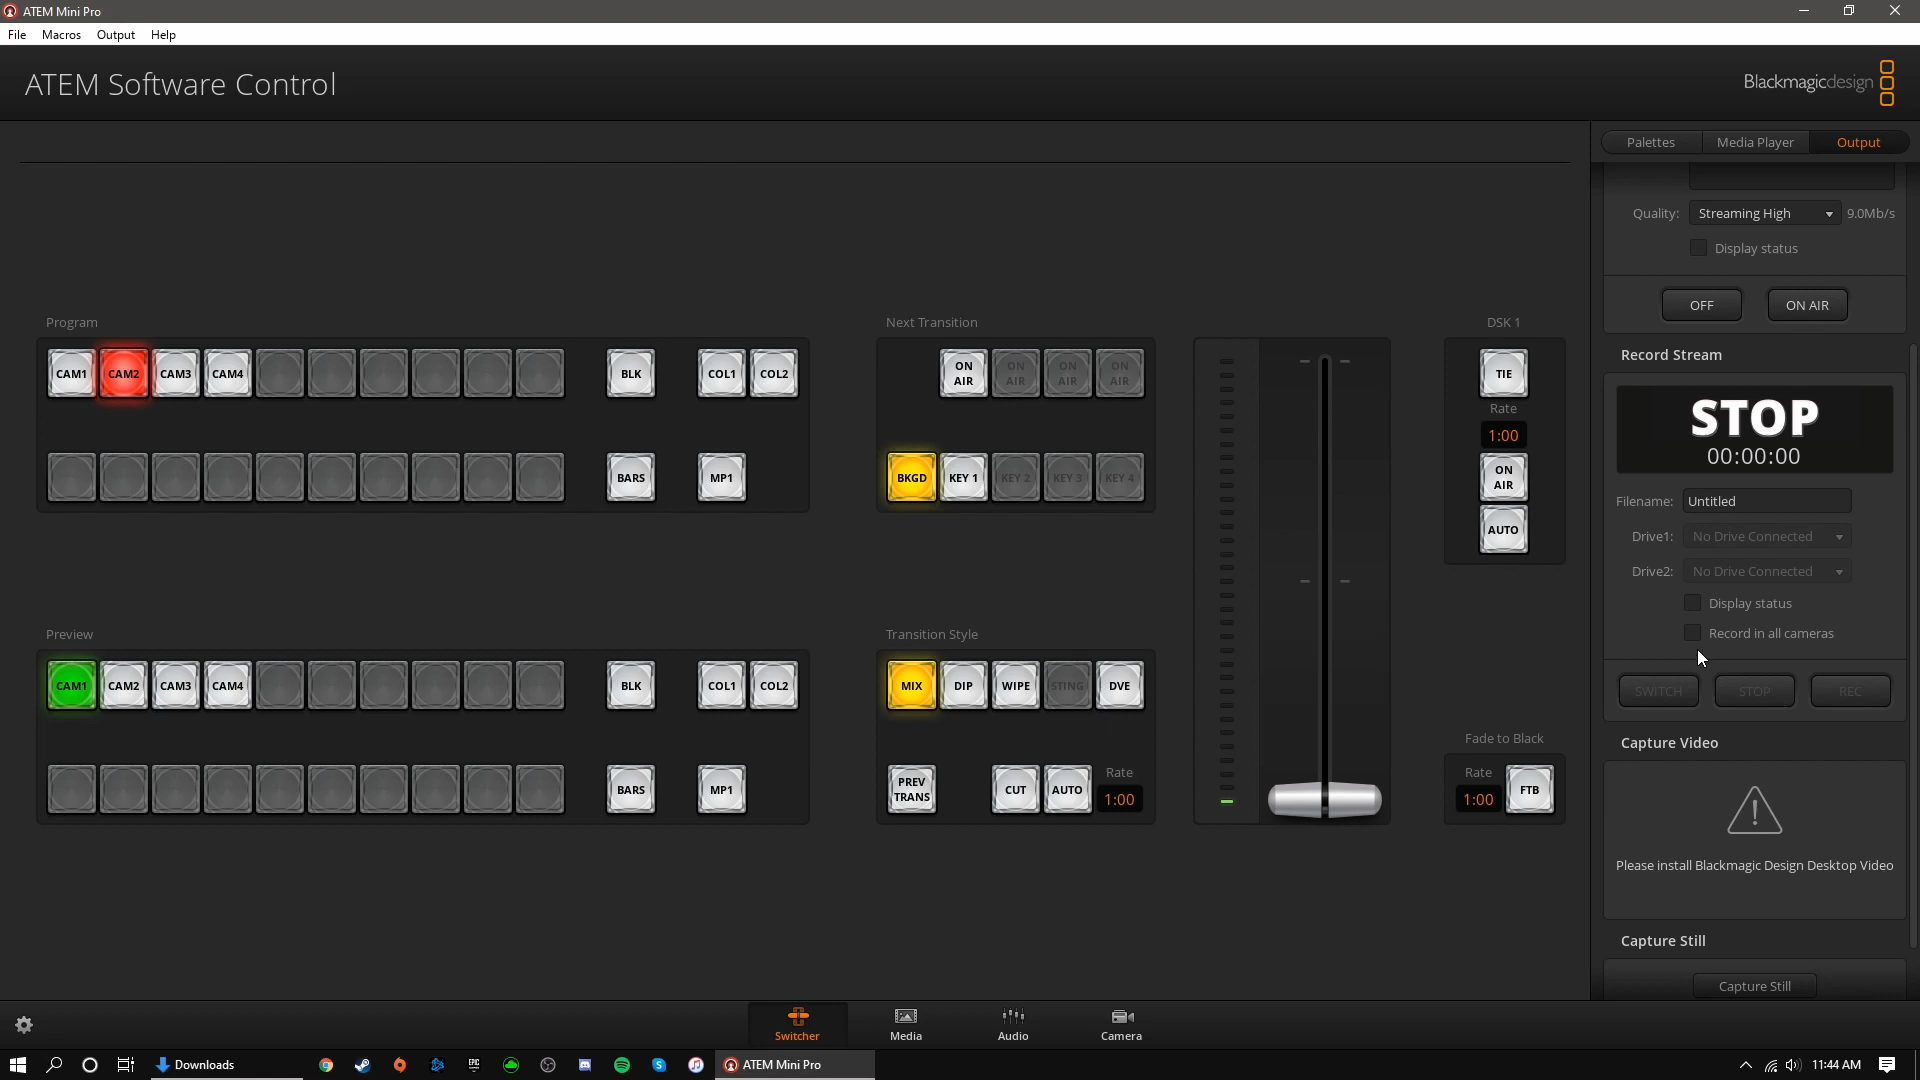 ATEM Mini Pro
File Macros Output Help
ATEM Software Control
Blackmagicdesign
Palettes Media Player Output
Quality: Streaming High 9.0Mb/s
Display status
OFF ON AIR
Program
CAM1 CAM2 CAM3 CAM4 BLK COL1 COL2
BARS MP1
Next Transition
ON AIR ON AIR ON AIR ON AIR
BKGD KEY 1 KEY 2 KEY 3 KEY 4
DSK 1
TIE
Rate
1:00
ON AIR
AUTO
Record Stream
STOP
00:00:00
Filename: Untitled
Drive1: No Drive Connected
Drive2: No Drive Connected
Display status
Record in all cameras
SWITCH STOP REC
Preview
CAM1 CAM2 CAM3 CAM4 BLK COL1 COL2
BARS MP1
Transition Style
MIX DIP WIPE STING DVE
PREV TRANS CUT AUTO Rate 1:00
Fade to Black
Rate
1:00 FTB
Capture Video
Please install Blackmagic Design Desktop Video
Capture Still
Capture Still
Switcher Media Audio Camera
Downloads EPIC ATEM Mini Pro 11:44 AM